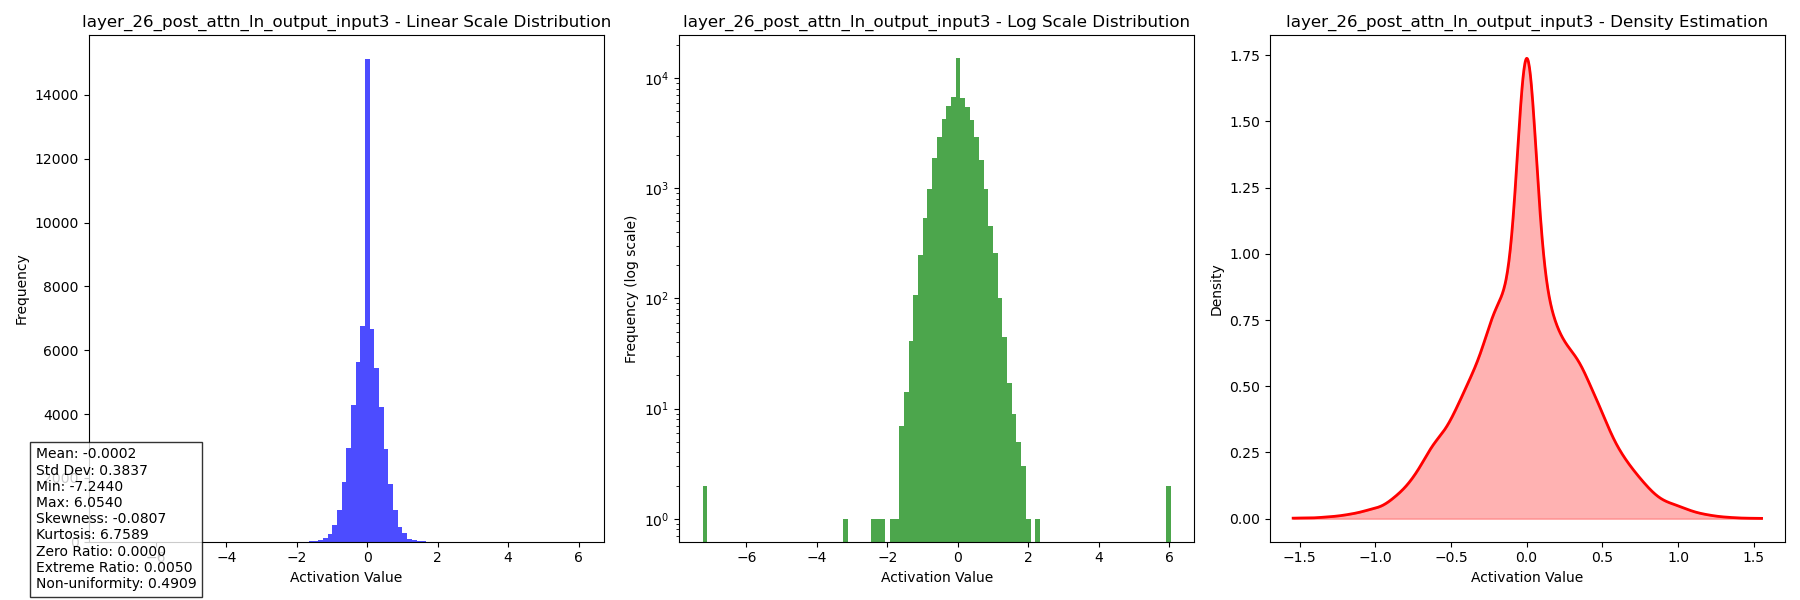 layer_26_post_attn_ln_output_input3 - Linear Scale Distribution
14000
12000
10000
8000
6000
4000
2000
0
Frequency
−6
−4
−2
0
2
4
6
Activation Value
Mean: -0.0002
Std Dev: 0.3837
Min: -7.2440
Max: 6.0540
Skewness: -0.0807
Kurtosis: 6.7589
Zero Ratio: 0.0000
Extreme Ratio: 0.0050
Non-uniformity: 0.4909
layer_26_post_attn_ln_output_input3 - Log Scale Distribution
10⁴
10³
10²
10¹
10⁰
Frequency (log scale)
−6
−4
−2
0
2
4
6
Activation Value
layer_26_post_attn_ln_output_input3 - Density Estimation
1.75
1.50
1.25
1.00
0.75
0.50
0.25
0.00
Density
−1.5
−1.0
−0.5
0.0
0.5
1.0
1.5
Activation Value